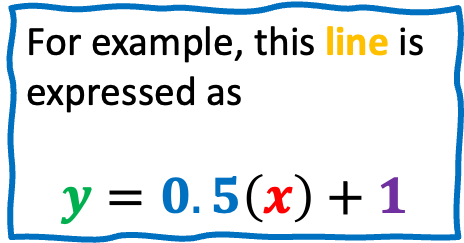 For example, this line is
expressed as
y = 0.5(x) + 1